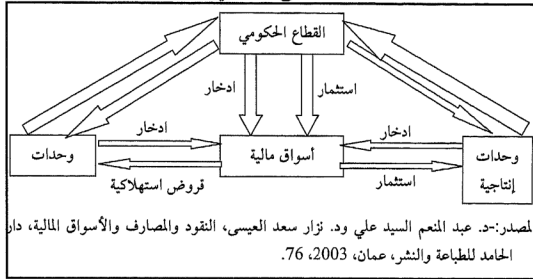 القطاع الحكومي
ادخار
استثمار
ادخار
ادخار
وحدات
أسواق مالية
وحدات
إنتاجية
قروض استهلاكية
استثمار
لمصدر:-د. عبد المنعم السيد علي ود. نزار سعد العيسى، النقود والمصارف والأسواق المالية، دار
الحامد للطباعة والنشر، عمان، 2003، 76.